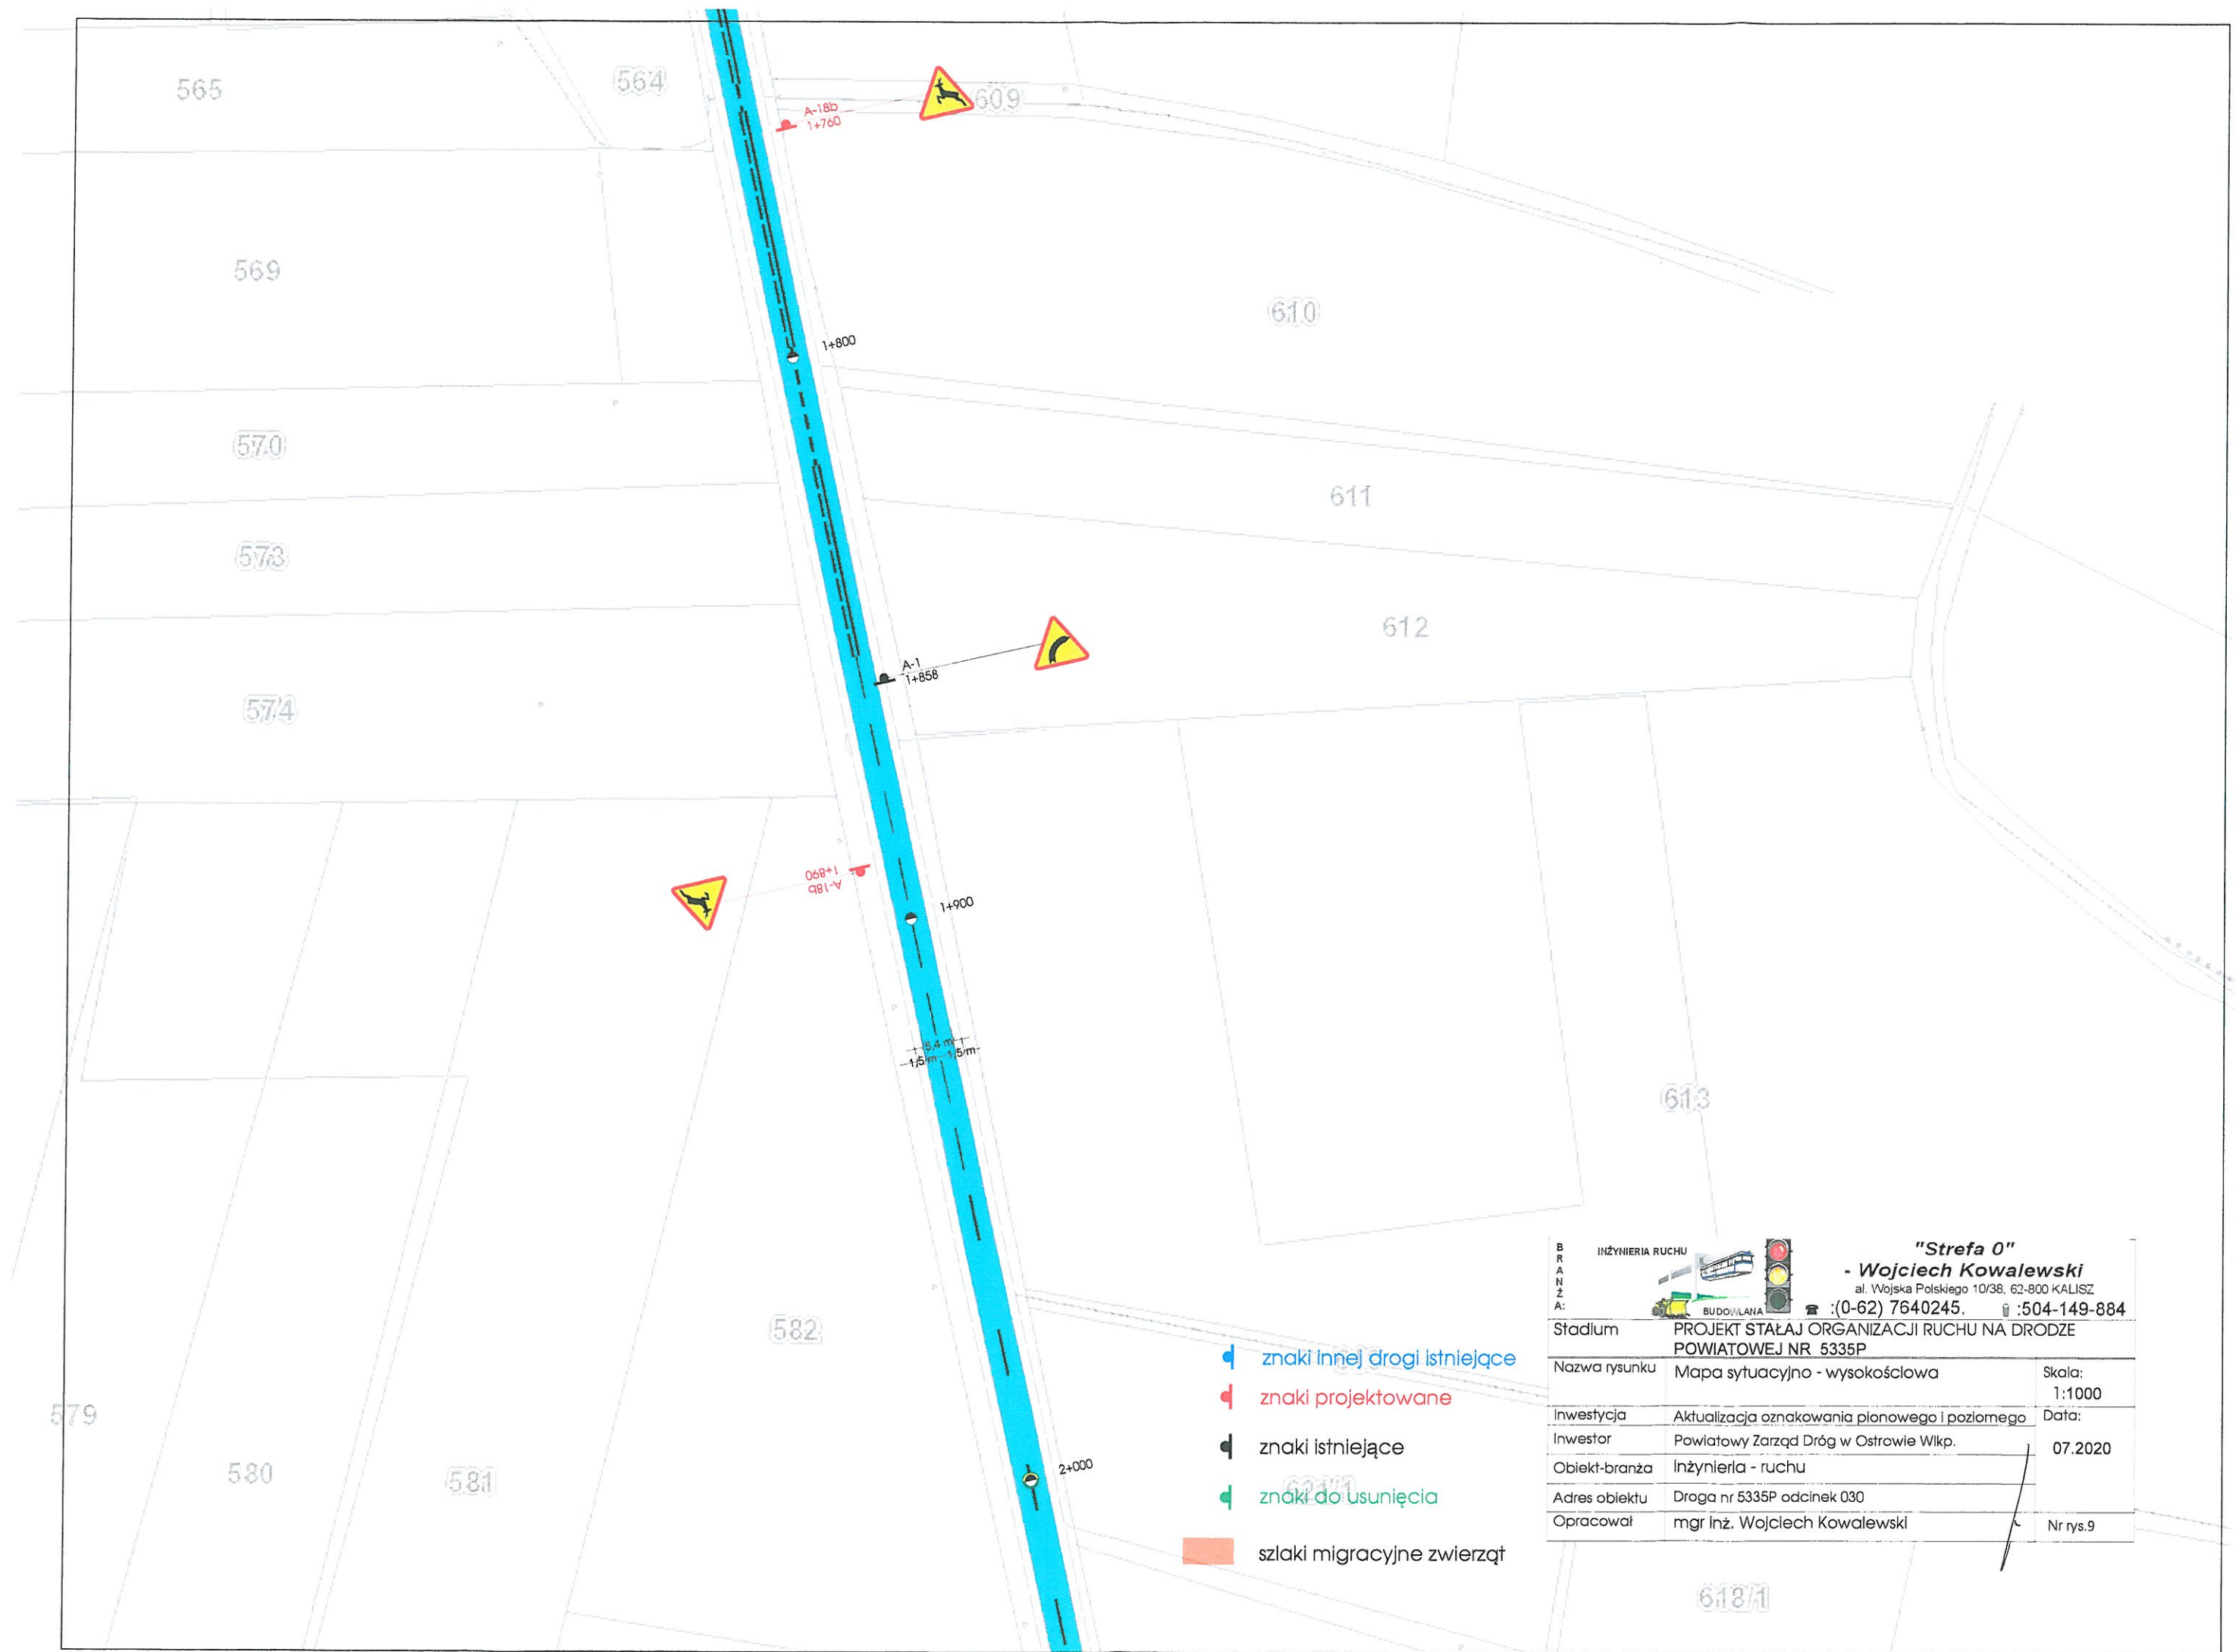 565
564
609
A-18b
1+760
569
610
1+800
570
611
573
612
A-1
1+858
574
1+890
A-18b
1+900
5,4 m
1,5 m
1,5 m
613
582
579
580
581
2+000
621/1
618/1
znaki innej drogi istniejące
znaki projektowane
znaki istniejące
znaki do usunięcia
szlaki migracyjne zwierząt
BRANŻA:
INŻYNIERIA RUCHU
BUDOWLANA
"Strefa 0"
- Wojciech Kowalewski
al. Wojska Polskiego 10/38, 62-800 KALISZ
:(0-62) 7640245. :504-149-884
Stadium PROJEKT STAŁAJ ORGANIZACJI RUCHU NA DRODZE
POWIATOWEJ NR 5335P
Nazwa rysunku Mapa sytuacyjno - wysokościowa Skala:
1:1000
Inwestycja Aktualizacja oznakowania pionowego i poziomego Data:
Inwestor Powiatowy Zarząd Dróg w Ostrowie Wlkp. 07.2020
Obiekt-branża Inżynieria - ruchu
Adres obiektu Droga nr 5335P odcinek 030
Opracował mgr inż. Wojciech Kowalewski Nr rys.9